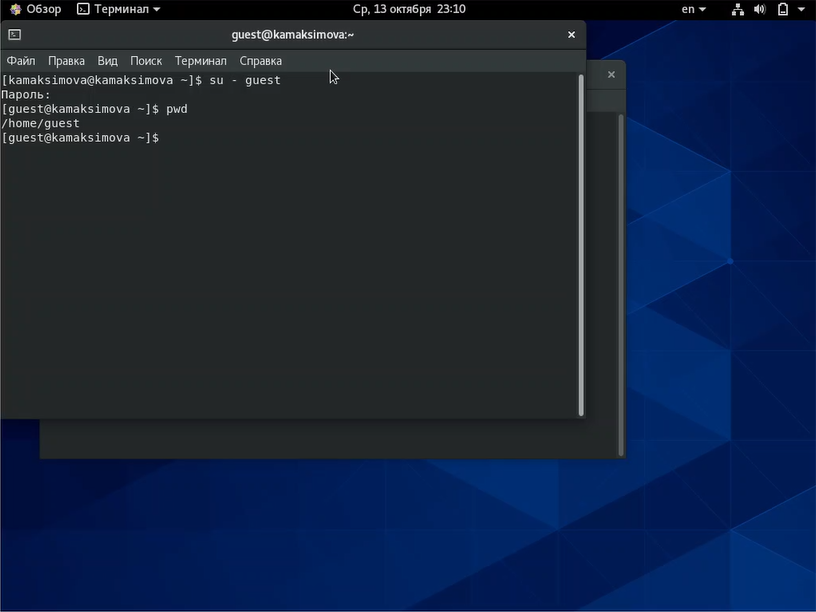 Обзор Терминал Ср, 13 октября 23:10 en
guest@kamaksimova:~
Файл Правка Вид Поиск Терминал Справка
[kamaksimova@kamaksimova ~]$ su - guest
Пароль:
[guest@kamaksimova ~]$ pwd
/home/guest
[guest@kamaksimova ~]$